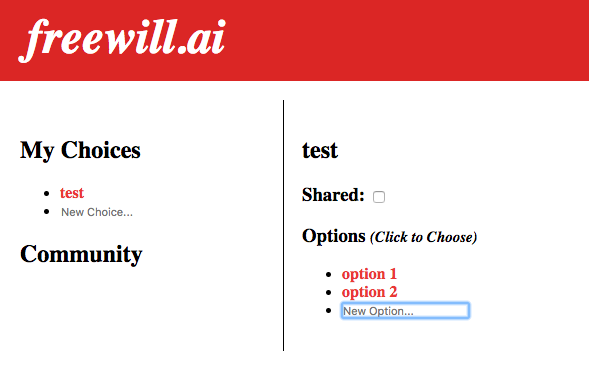 freewill.ai
My Choices
test
New Choice...
Community
test
Shared:
Options (Click to Choose)
option 1
option 2
New Option...